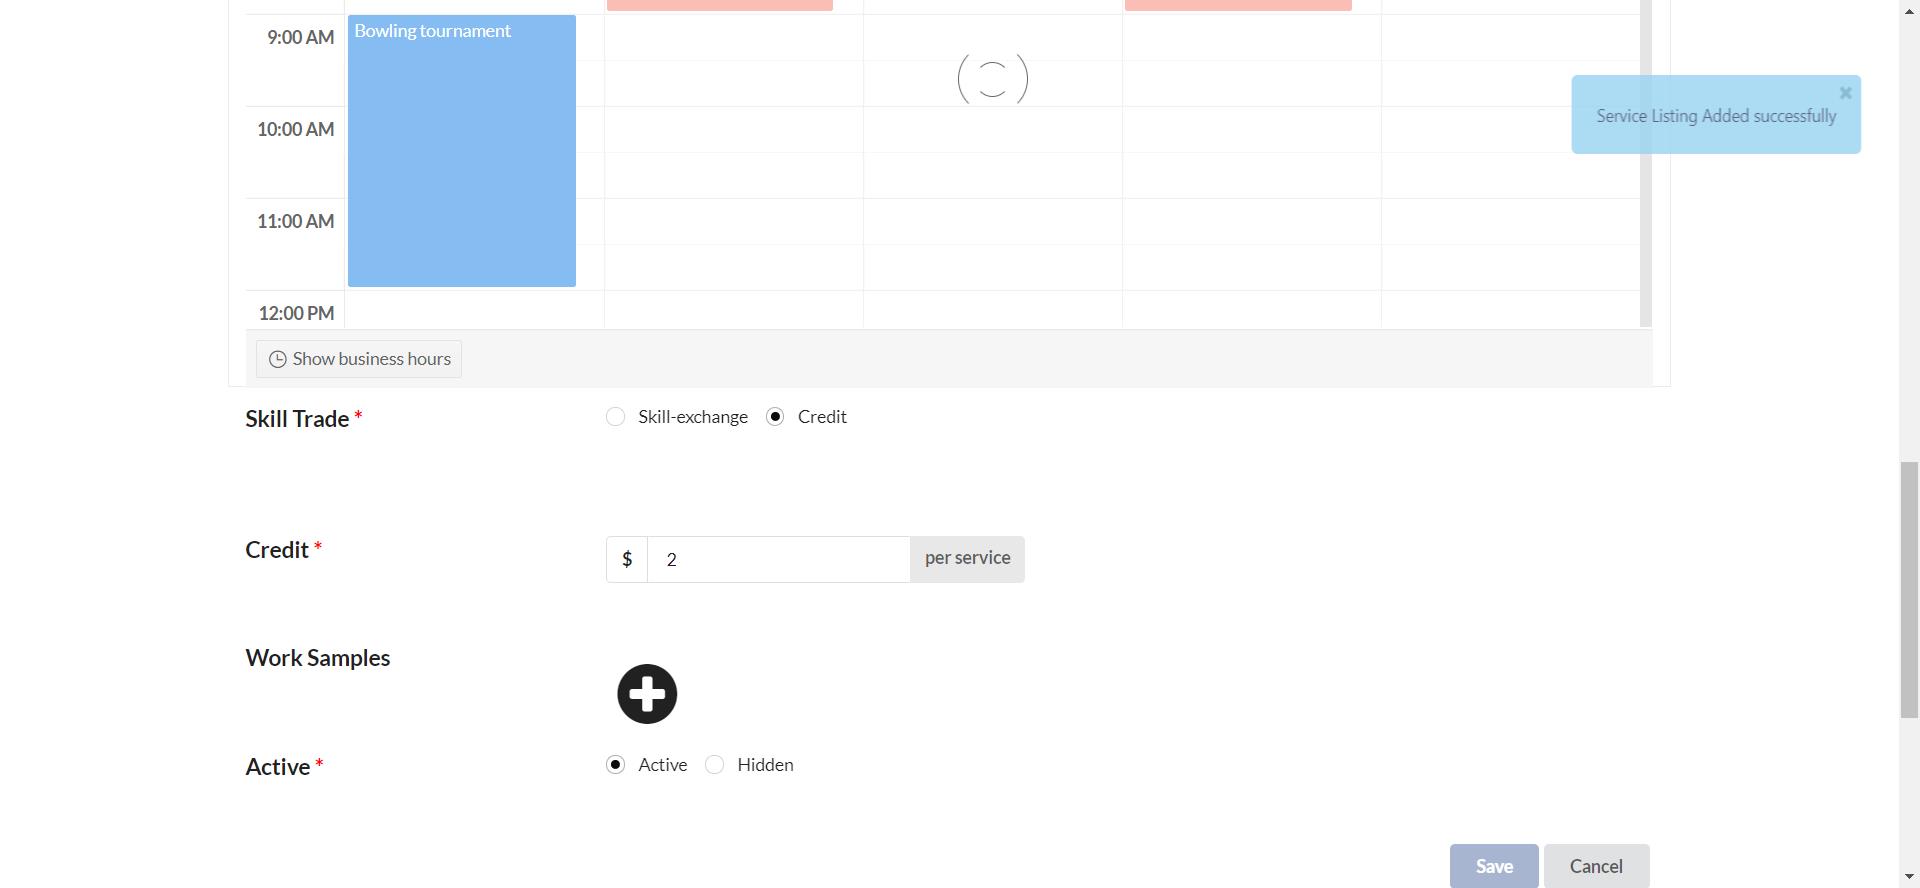 9:00 AM
Bowling tournament
10:00 AM
Service Listing Added successfully
11:00 AM
12:00 PM
Show business hours
Skill Trade *
Skill-exchange
Credit
Credit *
$
2
per service
Work Samples
Active *
Active
Hidden
Save
Cancel